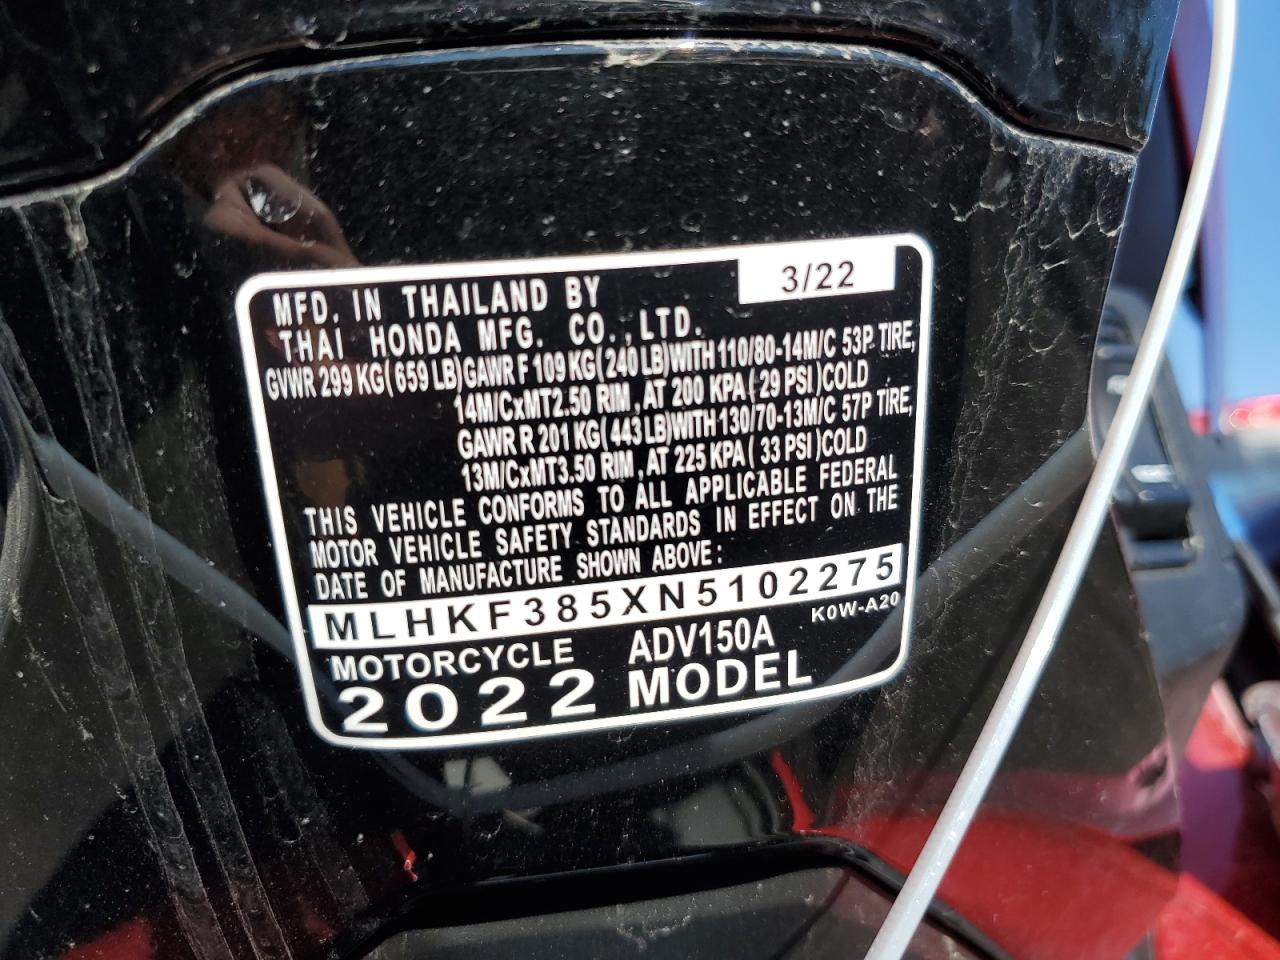 3/22
MFD. IN THAILAND BY
THAI HONDA MFG. CO.,LTD.
GVWR 299 KG(659 LB)GAWR F 109 KG(240 LB)WITH 110/80-14M/C 53P TIRE,
14M/CxMT2.50 RIM, AT 200 KPA(29 PSI)COLD
GAWR R 201 KG(443 LB)WITH 130/70-13M/C 57P TIRE,
13M/CxMT3.50 RIM, AT 225 KPA(33 PSI)COLD
THIS VEHICLE CONFORMS TO ALL APPLICABLE FEDERAL
MOTOR VEHICLE SAFETY STANDARDS IN EFFECT ON THE
DATE OF MANUFACTURE SHOWN ABOVE:
MLHKF385XN5102275
MOTORCYCLE ADV150A K0W-A20
2022 MODEL